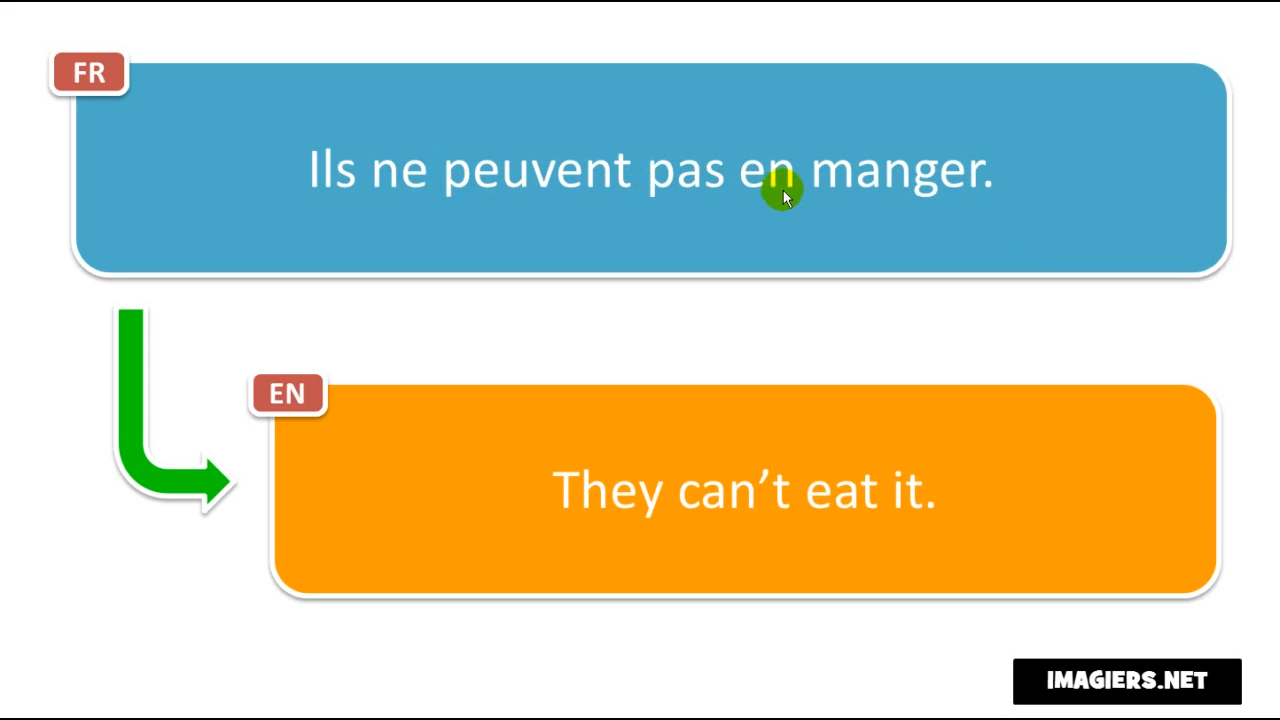 FR
Ils ne peuvent pas en manger.
EN
They can’t eat it.
IMAGIERS.NET